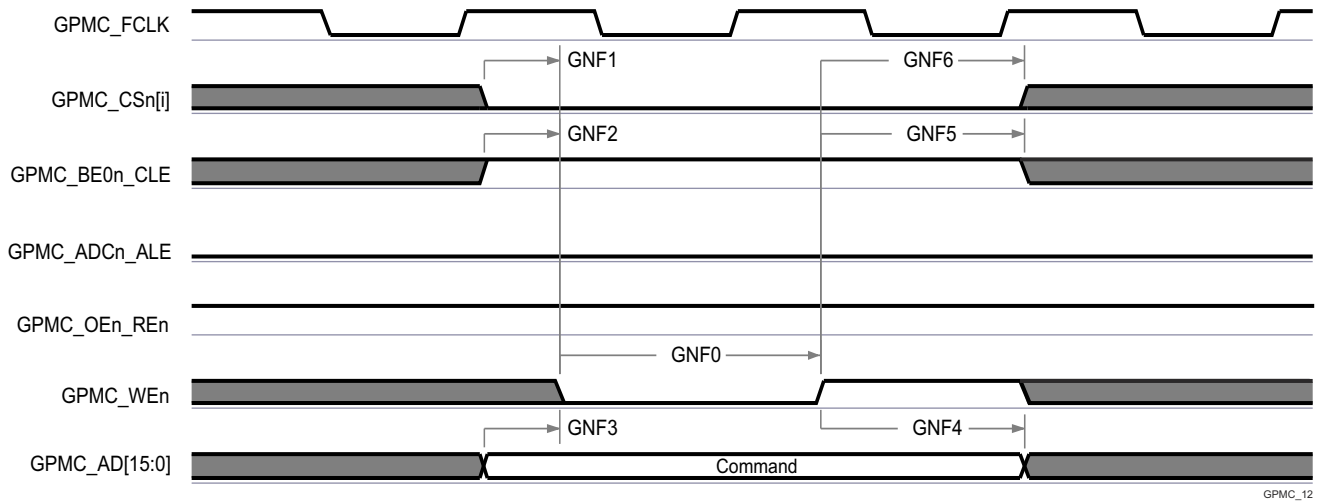 GPMC_FCLK
GNF1
GNF6
GPMC_CSn[i]
GNF2
GNF5
GPMC_BE0n_CLE
GPMC_ADCn_ALE
GPMC_OEn_REn
GNF0
GPMC_WEn
GNF3
GNF4
GPMC_AD[15:0]
Command
GPMC_12